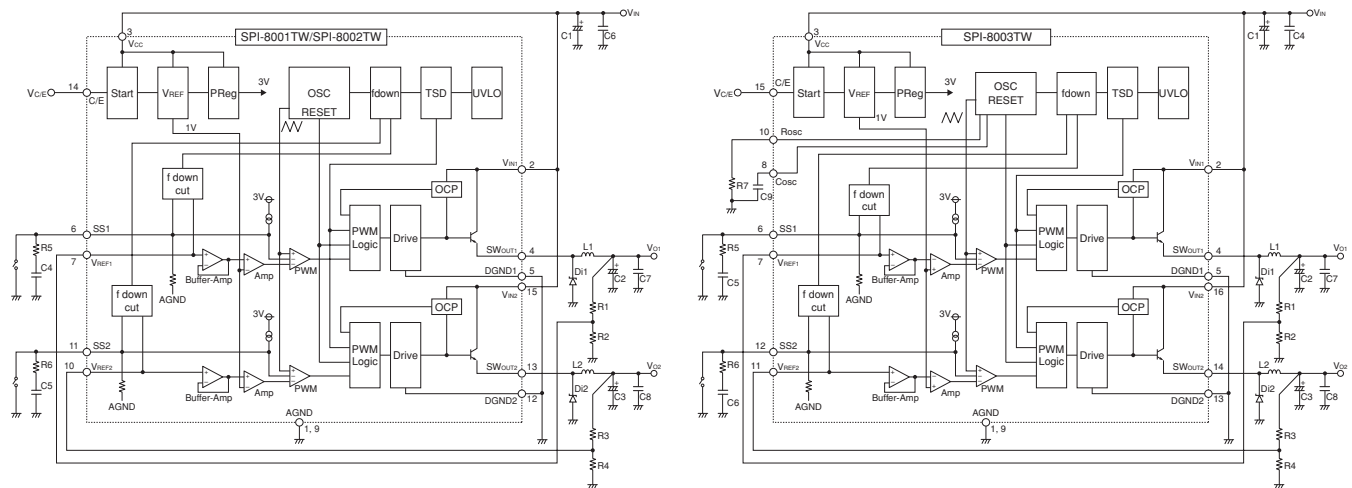 VIN
3
C1
+
C6
SPI-8001TW/SPI-8002TW
VCC
VC/E
14
C/E
Start
VREF
PReg
3V
OSC
RESET
fdown
TSD
UVLO
1V
f down
cut
VIN1
2
OCP
3V
6
SS1
R5
PWM
Logic
Drive
SWOUT1
4
L1
VO1
7
VREF1
C4
Buffer-Amp
Amp
PWM
DGND1
5
Di1
+
C2
C7
AGND
VIN2
15
R1
f down
cut
3V
OCP
R2
11
SS2
R6
PWM
Logic
Drive
SWOUT2
13
L2
VO2
10
VREF2
C5
Buffer-Amp
Amp
PWM
DGND2
12
Di2
+
C3
C8
AGND
AGND
1, 9
R3
R4
VIN
3
C1
+
C4
SPI-8003TW
VCC
VC/E
15
C/E
Start
VREF
PReg
3V
OSC
RESET
fdown
TSD
UVLO
1V
10
Rosc
8
Cosc
R7
C9
f down
cut
VIN1
2
OCP
3V
6
SS1
R5
PWM
Logic
Drive
SWOUT1
4
L1
VO1
7
VREF1
C5
Buffer-Amp
Amp
PWM
DGND1
5
Di1
+
C2
C7
AGND
VIN2
16
R1
f down
cut
3V
OCP
R2
12
SS2
R6
PWM
Logic
Drive
SWOUT2
14
L2
VO2
11
VREF2
C6
Buffer-Amp
Amp
PWM
DGND2
13
Di2
+
C3
C8
AGND
AGND
1, 9
R3
R4